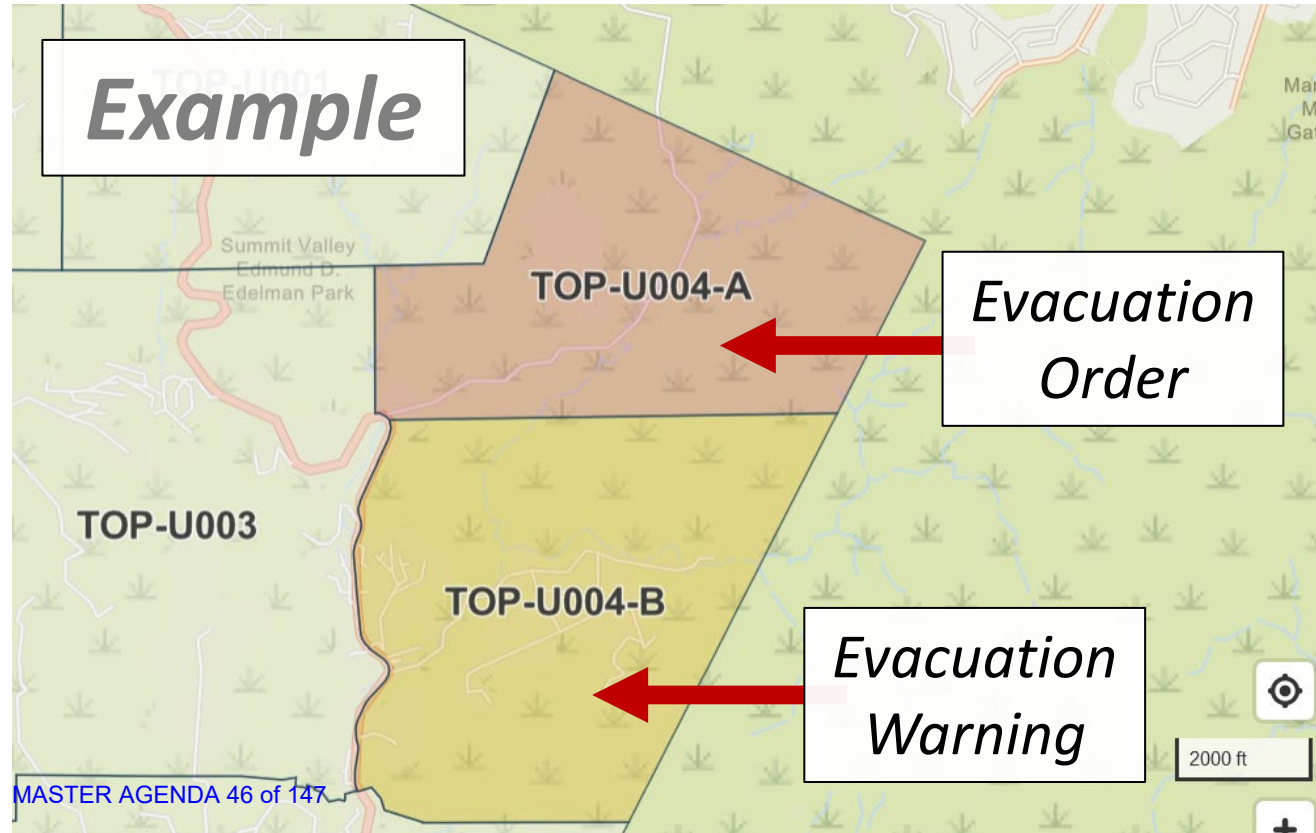 TOP-U001
Example
Summit Valley
Edmund D.
Edelman Park
TOP-U004-A
Evacuation
Order
TOP-U003
TOP-U004-B
Evacuation
Warning
2000 ft
MASTER AGENDA 46 of 147